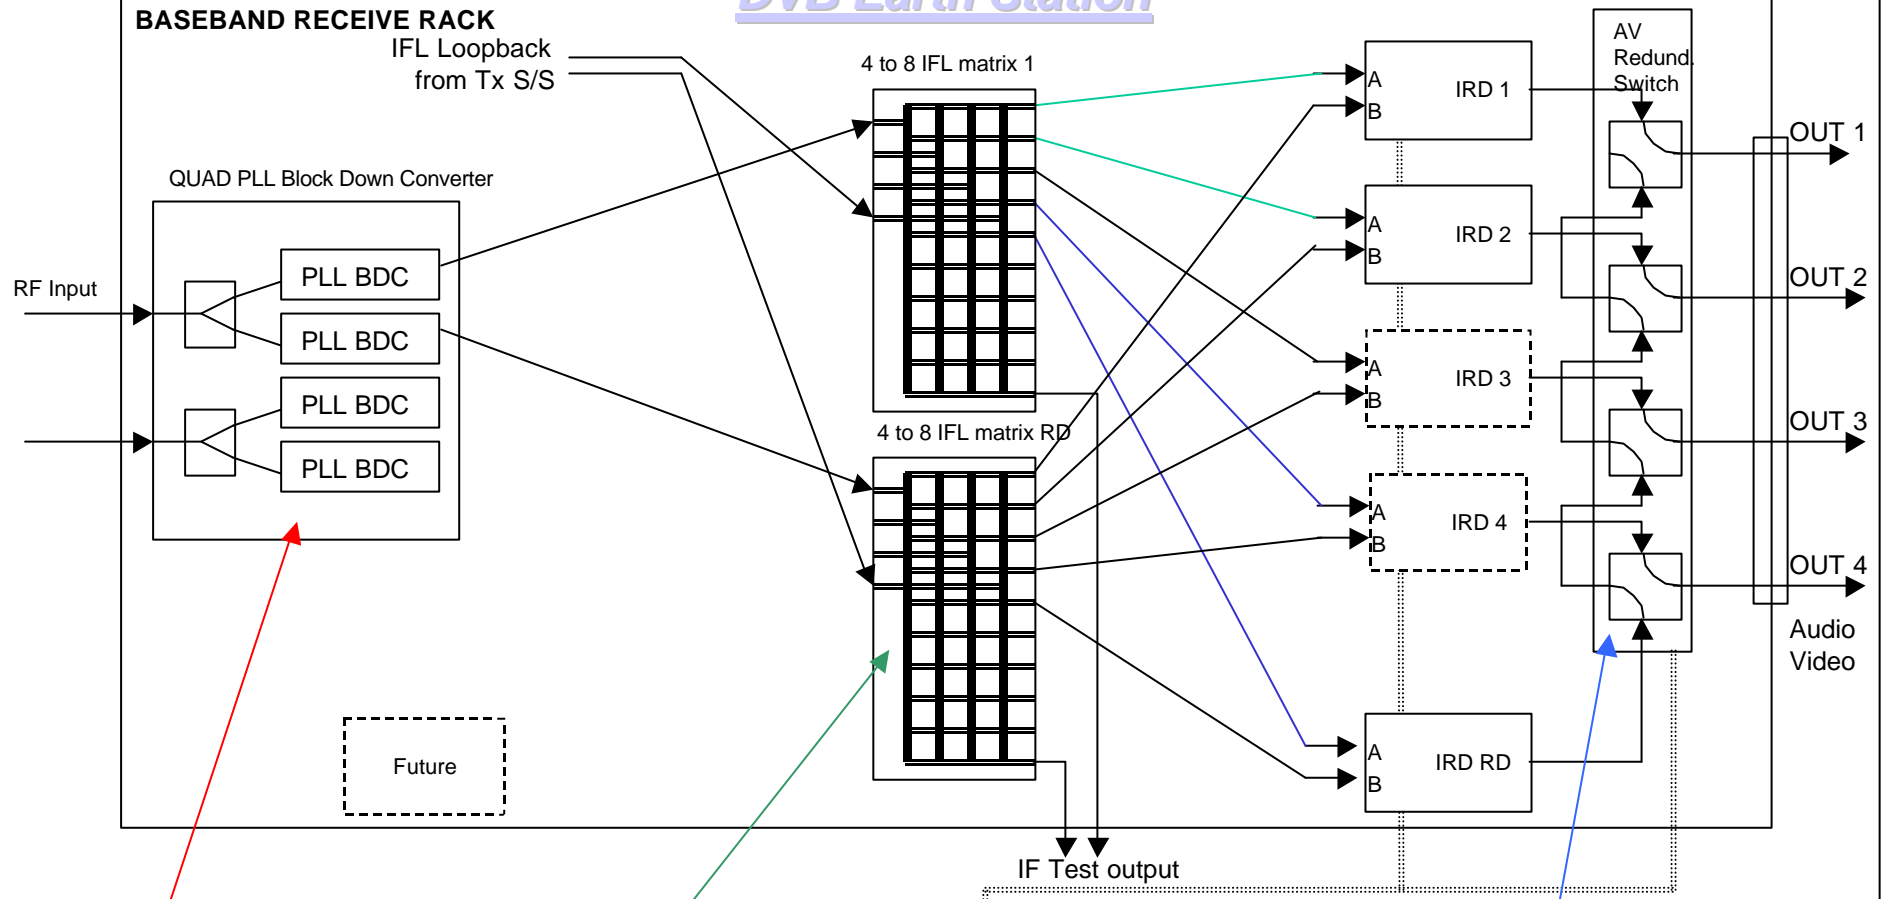 DVB Earth Station
BASEBAND RECEIVE RACK
IFL Loopback
from Tx S/S
4 to 8 IFL matrix 1
AV
Redund.
Switch
A
B
IRD 1
OUT 1
QUAD PLL Block Down Converter
A
B
IRD 2
OUT 2
PLL BDC
RF Input
PLL BDC
A
B
IRD 3
OUT 3
PLL BDC
4 to 8 IFL matrix RD
PLL BDC
A
B
IRD 4
OUT 4
Audio
Video
Future
A
B
IRD RD
IF Test output